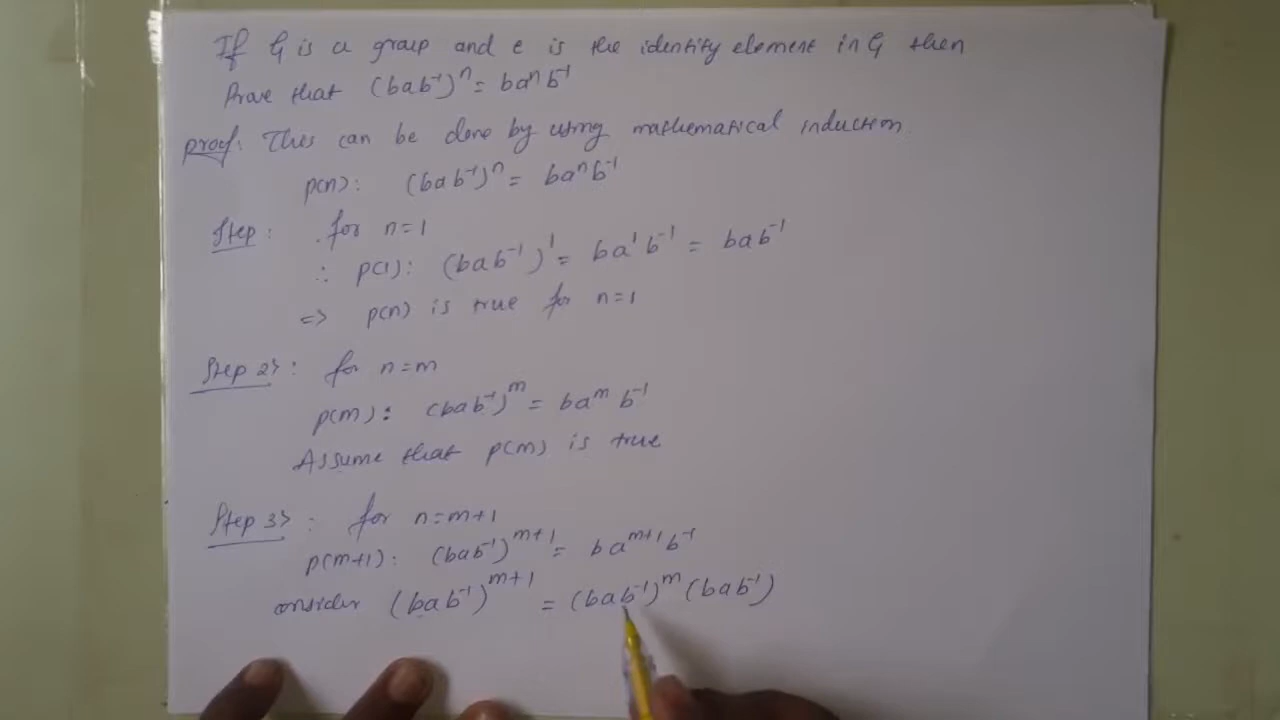 If G is a group and e is the identity element in G then
Prove that (bab⁻¹)ⁿ = baⁿb⁻¹
proof: This can be done by using mathematical induction.
p(n): (bab⁻¹)ⁿ = baⁿb⁻¹
Step : for n=1
∴ p(1): (bab⁻¹)¹ = ba¹b⁻¹ = bab⁻¹
=> p(n) is true for n=1
Step 2> : for n=m
p(m) : (bab⁻¹)ᵐ = baᵐ b⁻¹
Assume that p(m) is true
Step 3> : for n=m+1
p(m+1): (bab⁻¹)ᵐ⁺¹ = baᵐ⁺¹b⁻¹
consider (bab⁻¹)ᵐ⁺¹ = (bab⁻¹)ᵐ (bab⁻¹)